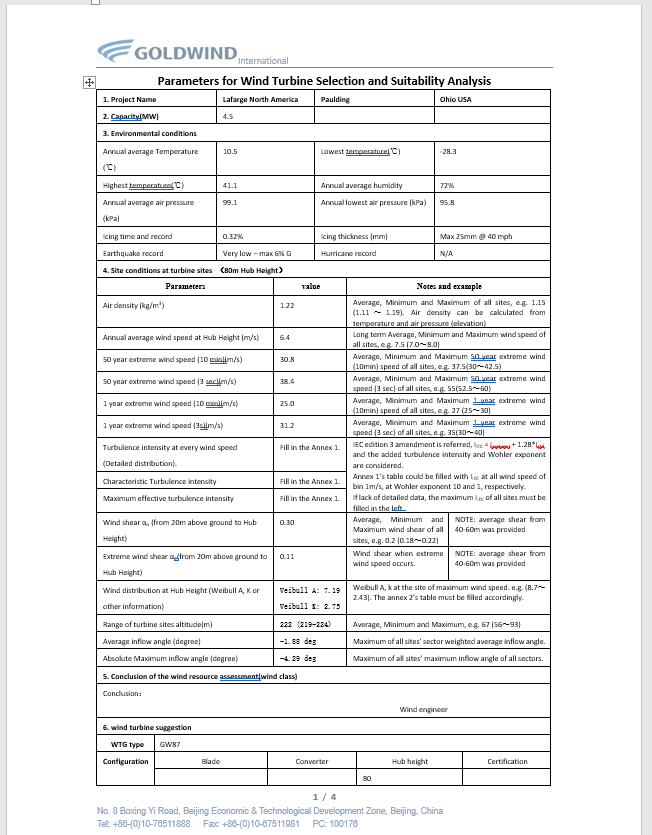 GOLDWIND
International
Parameters for Wind Turbine Selection and Suitability Analysis
1. Project Name Lafarge North America Paulding Ohio USA
2. Capacity(MW) 4.5
3. Environmental conditions
Annual average Temperature Lowest temperature(℃) -28.3
(℃) 10.5
Highest temperature(℃) 41.1 Annual average humidity 72%
Annual average air pressure 99.1 Annual lowest air pressure (kPa) 95.8
(kPa)
Icing time and record 0.32% Icing thickness (mm) Max 25mm @ 40 mph
Earthquake record Very low – max 6% G Hurricane record N/A
4. Site conditions at turbine sites 《80m Hub Height》
Parameters value Notes and example
Air density (kg/m³) 1.22 Average, Minimum and Maximum of all sites, e.g. 1.15
(1.11 ～ 1.19). Air density can be calculated from
temperature and air pressure (elevation)
Annual average wind speed at Hub Height (m/s) 6.4 Long term Average, Minimum and Maximum wind speed of
all sites, e.g. 7.5 (7.0～8.0)
50 year extreme wind speed (10 min)(m/s) 30.8 Average, Minimum and Maximum 50 year extreme wind
(10min) speed of all sites, e.g. 37.5(30～42.5)
50 year extreme wind speed (3 sec)(m/s) 38.4 Average, Minimum and Maximum 50 year extreme wind
speed (3 sec) of all sites, e.g. 55(52.5～60)
1 year extreme wind speed (10 min)(m/s) 25.0 Average, Minimum and Maximum 1 year extreme wind
(10min) speed of all sites, e.g. 27 (25～30)
1 year extreme wind speed (3s)(m/s) 31.2 Average, Minimum and Maximum 1 year extreme wind
speed (3 sec) of all sites, e.g. 35(30～40)
Turbulence intensity at every wind speed Fill in the Annex 1.
(Detailed distribution).
Characteristic Turbulence intensity Fill in the Annex 1.
Maximum effective turbulence intensity Fill in the Annex 1.
IEC edition 3 amendment is referred, I + 1.28*
and the added turbulence intensity and Wohler exponent
are considered.
Annex 1's table could be filled with I at all wind speed of
bin 1m/s, at Wohler exponent 10 and 1, respectively.
If lack of detailed data, the maximum I of all sites must be
filled in the left.
Wind shear α (from 20m above ground to Hub 0.30
Height)
Average, Minimum and
Maximum wind shear of all
sites, e.g. 0.2 (0.18～0.22)
NOTE: average shear from
40-60m was provided
Extreme wind shear α (from 20m above ground to 0.11
Hub Height)
Wind shear when extreme
wind speed occurs.
NOTE: average shear from
40-60m was provided
Wind distribution at Hub Height (Weibull A, K or Weibull A: 7.19
other information) Weibull K: 2.75
Weibull A, k at the site of maximum wind speed. e.g. (8.7～
2.43). The annex 2's table must be filled accordingly.
Range of turbine sites altitude(m) 222 (219-224) Average, Minimum and Maximum, e.g. 67 (56～93)
Average inflow angle (degree) -1.88 deg Maximum of all sites' sector weighted average inflow angle.
Absolute Maximum inflow angle (degree) -4.29 deg Maximum of all sites' maximum inflow angle of all sectors.
5. Conclusion of the wind resource assessment(wind class)
Conclusion：
Wind engineer
6. wind turbine suggestion
WTG type GW87
Configuration Blade Converter Hub height Certification
80
1 / 4
No. 8 Boxing Yi Road, Beijing Economic & Technological Development Zone, Beijing, China
Tel: +86-(0)10-76511888 Fax: +86-(0)10-67511981 PC: 100176